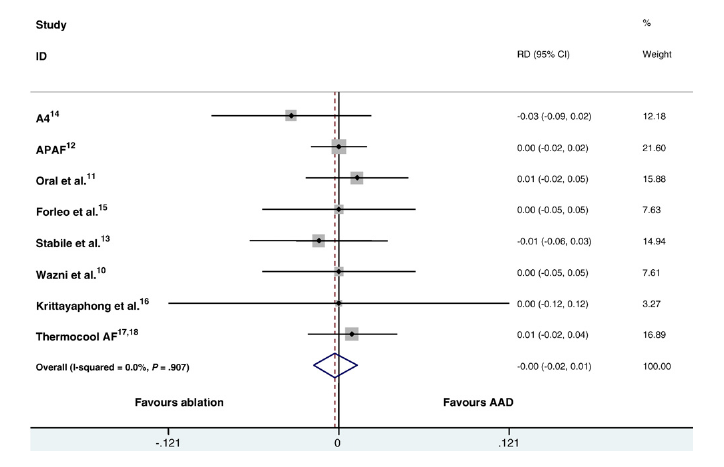 Study %
ID RD (95% CI) Weight
A4¹⁴ -0.03 (-0.09, 0.02) 12.18
APAF¹² 0.00 (-0.02, 0.02) 21.60
Oral et al.¹¹ 0.01 (-0.02, 0.05) 15.88
Forleo et al.¹⁵ 0.00 (-0.05, 0.05) 7.63
Stabile et al.¹³ -0.01 (-0.06, 0.03) 14.94
Wazni et al.¹⁰ 0.00 (-0.05, 0.05) 7.61
Krittayaphong et al.¹⁶ 0.00 (-0.12, 0.12) 3.27
Thermocool AF¹⁷,¹⁸ 0.01 (-0.02, 0.04) 16.89
Overall (I-squared = 0.0%, P = .907) -0.00 (-0.02, 0.01) 100.00
Favours ablation Favours AAD
-.121 0 .121